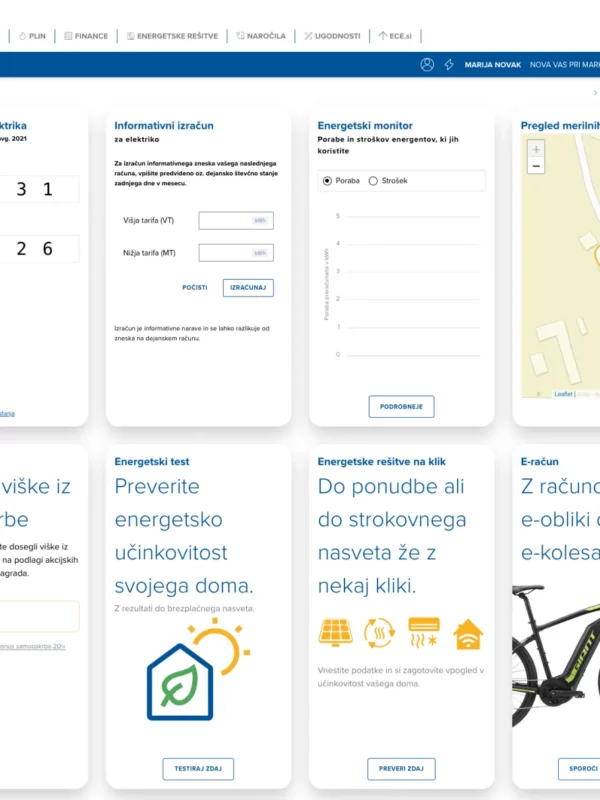 PLIN
FINANCE
ENERGETSKE REŠITVE
NAROČILA
UGODNOSTI
ECE.si
MARIJA NOVAK NOVA VAS PRI MAR
ktrika
avg. 2021
3 1
2 6
Informativni izračun
za elektriko
Za izračun informativnega zneska vašega naslednjega
računa, vpišite predvideno oz. dejansko števčno stanje
zadnjega dne v mesecu.
Višja tarifa (VT)
kWh
Nižja tarifa (MT)
kWh
POČISTI
IZRAČUNAJ
Izračun je informativne narave in se lahko razlikuje od
zneska na dejanskem računu.
Energetski monitor
Porabe in stroškov energentov, ki jih
koristite
Poraba
Strošek
5
4
3
2
1
0
Poraba preračunana v kWh
PODROBNEJE
Pregled merilnih
+
−
Leaflet |
viške iz
rbe
te dosegli viške iz
na podlagi akcijskih
agrada.
onus samooskrba 20%
Energetski test
Preverite
energetsko
učinkovitost
svojega doma.
Z rezultati do brezplačnega nasveta.
TESTIRAJ ZDAJ
Energetske rešitve na klik
Do ponudbe ali
do strokovnega
nasveta že z
nekaj kliki.
Vnestite podatke in si zagotovite vpogled v
učinkovitost vašega doma.
PREVERI ZDAJ
E-račun
Z računo
e-obliki
e-kolesa
GIANT
SPOROČI